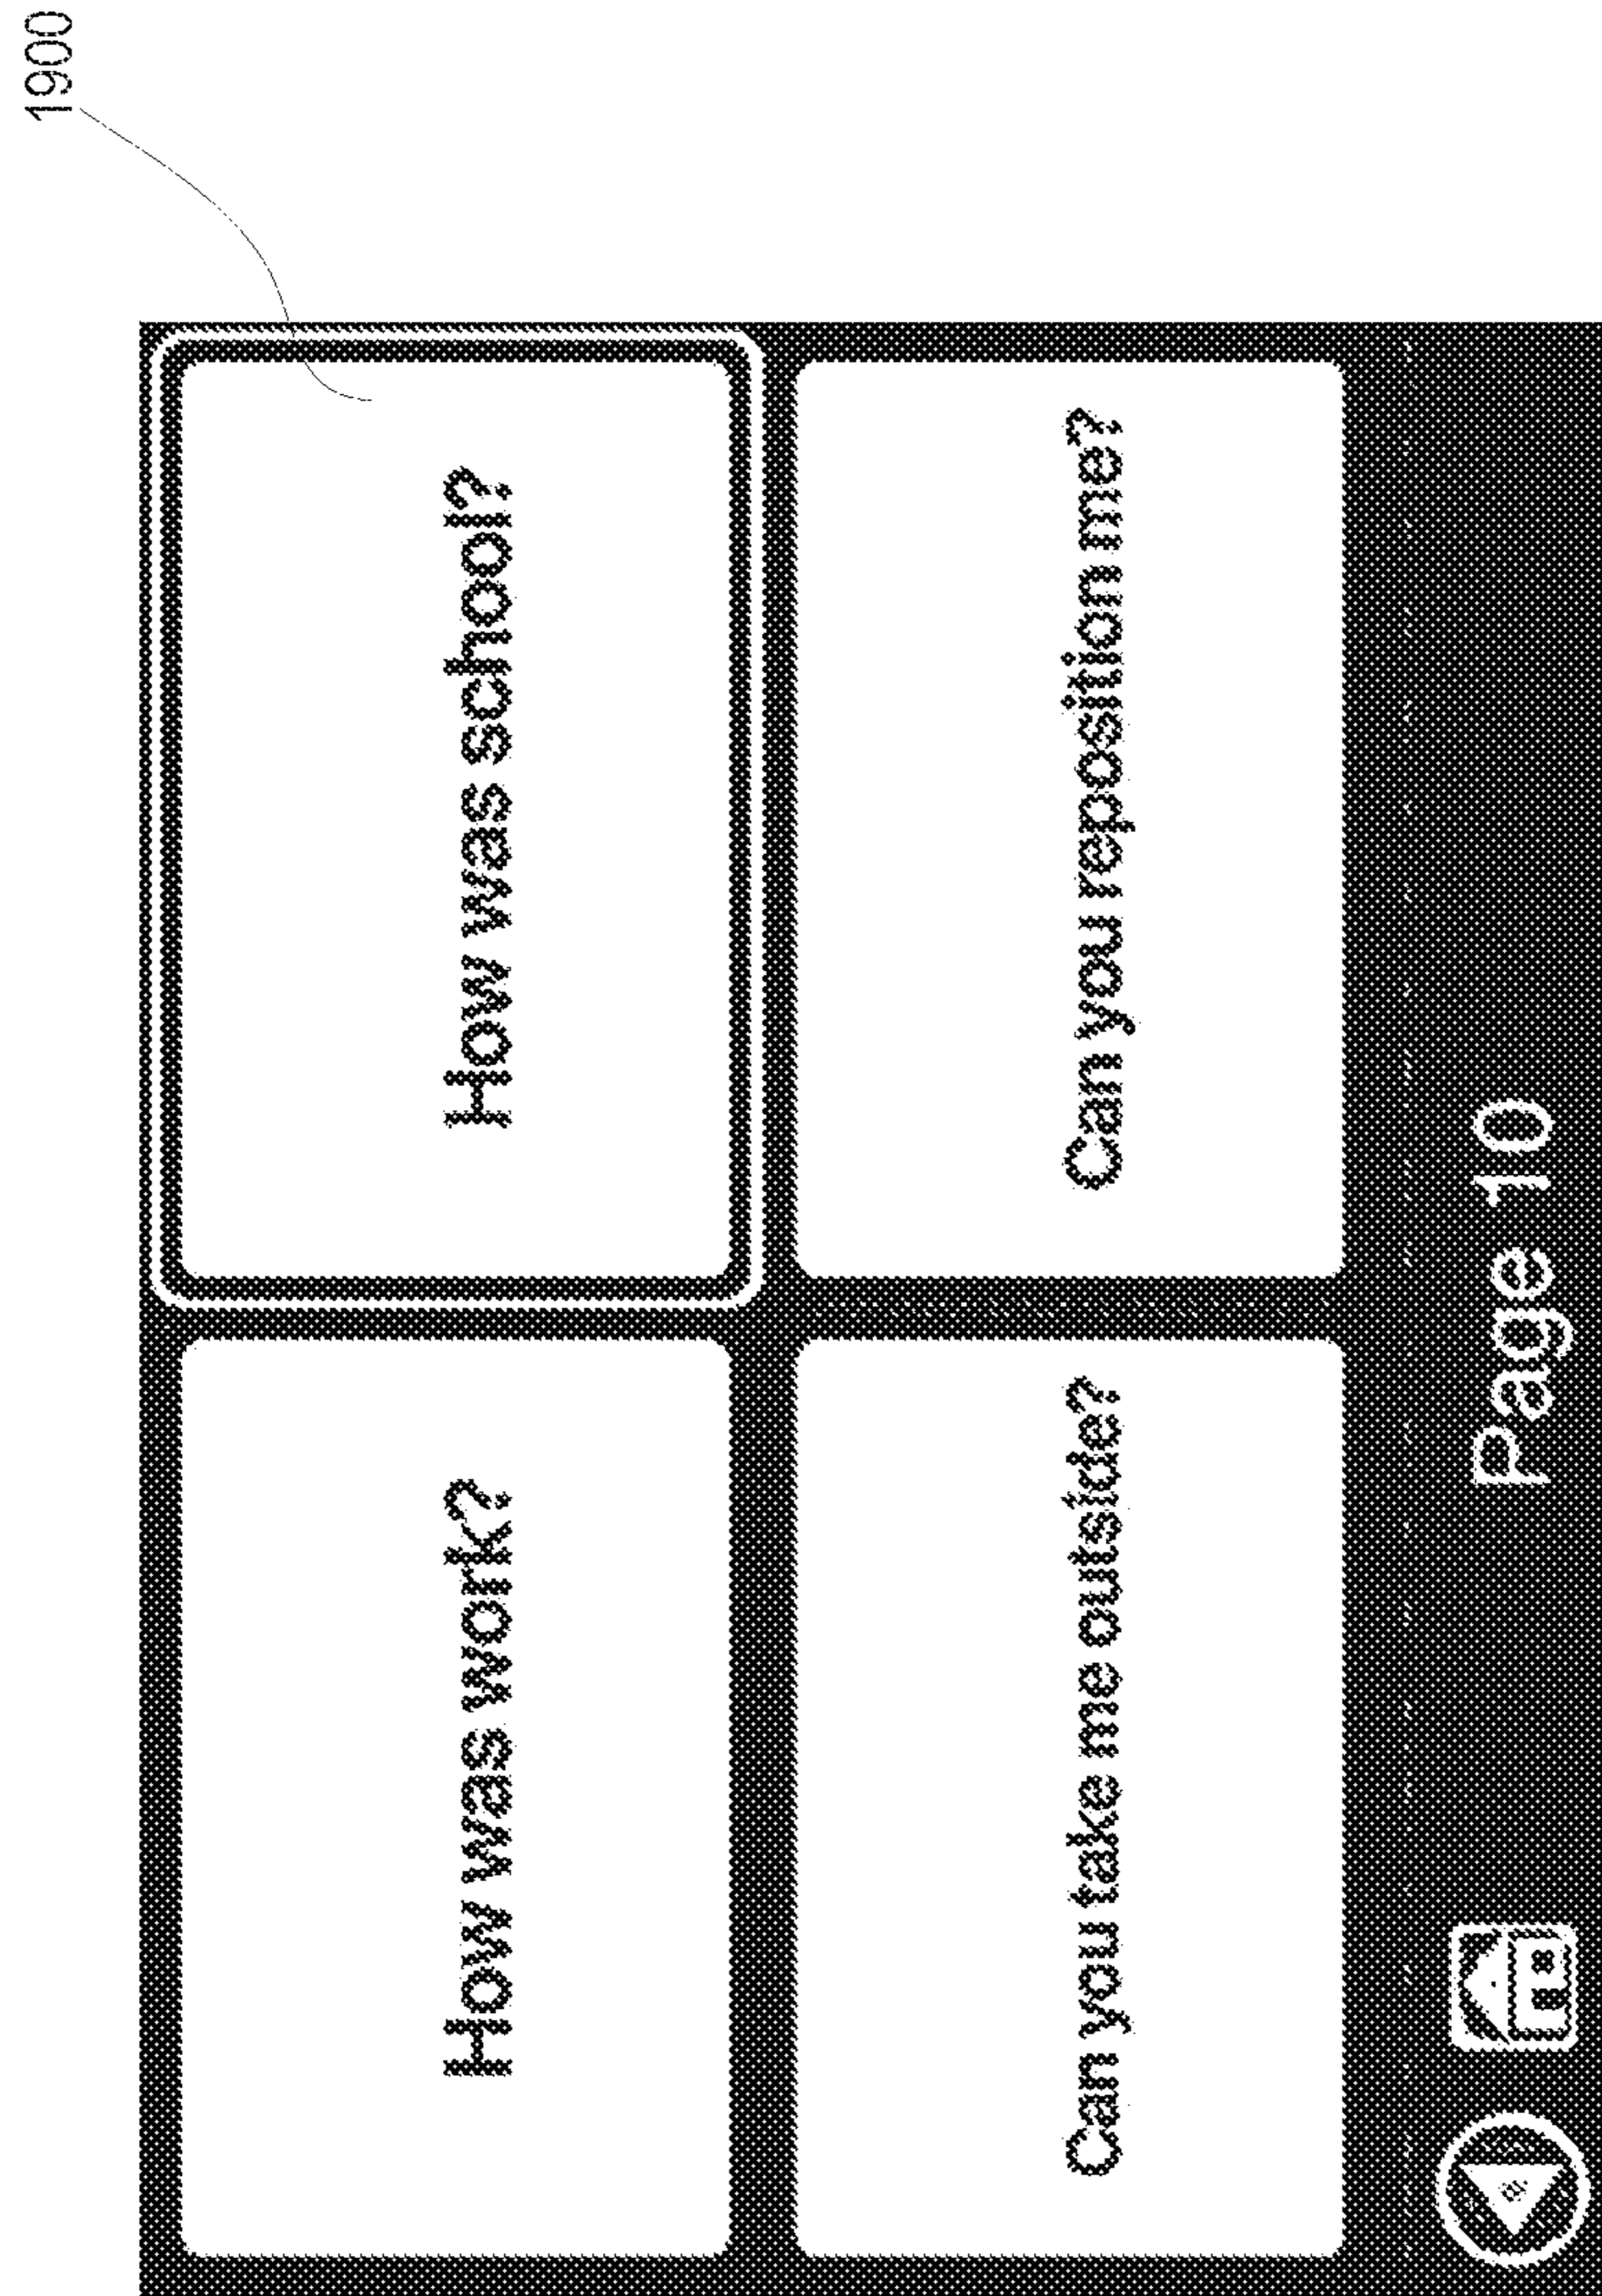 1900
How was work?
How was school?
Can you take me outside?
Can you reposition me?
Page 10